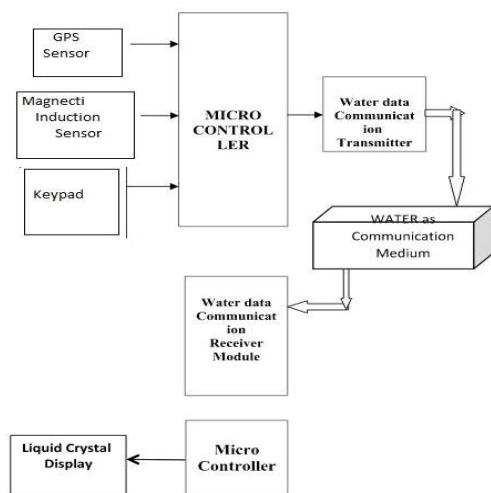 GPS
Sensor
Magnecti
Induction
Sensor
Keypad
MICRO
CONTROL
LER
Water data
Communicat
ion
Transmitter
WATER as
Communication
Medium
Water data
Communicat
ion
Receiver
Module
Liquid Crystal
Display
Micro
Controller